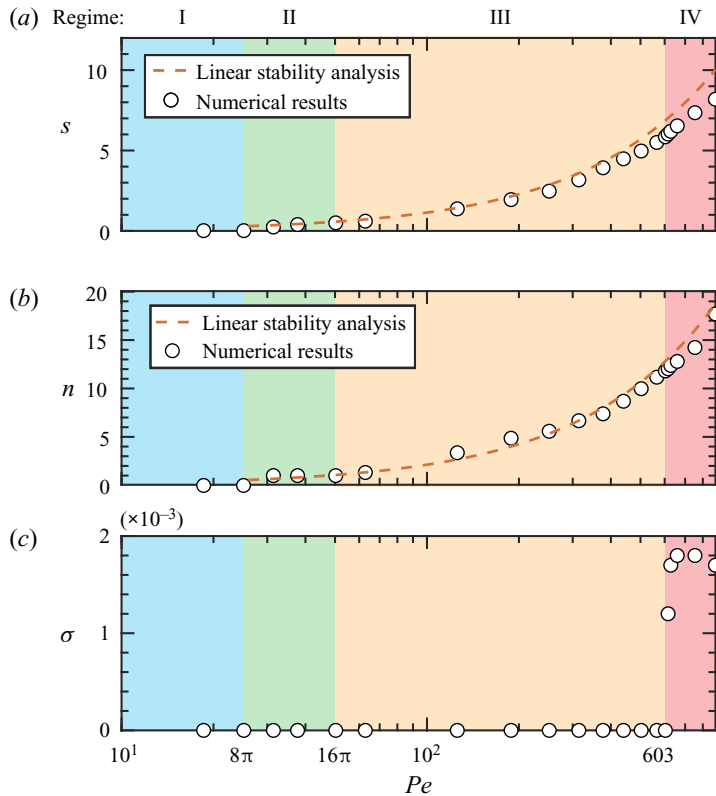 (a) Regime: I II III IV
10
Linear stability analysis
Numerical results
s
5
0
(b)
20
Linear stability analysis
15
Numerical results
n
10
5
0
(×10⁻³)
(c)
2
σ
1
0
10¹ 8π 16π 10² 603
Pe